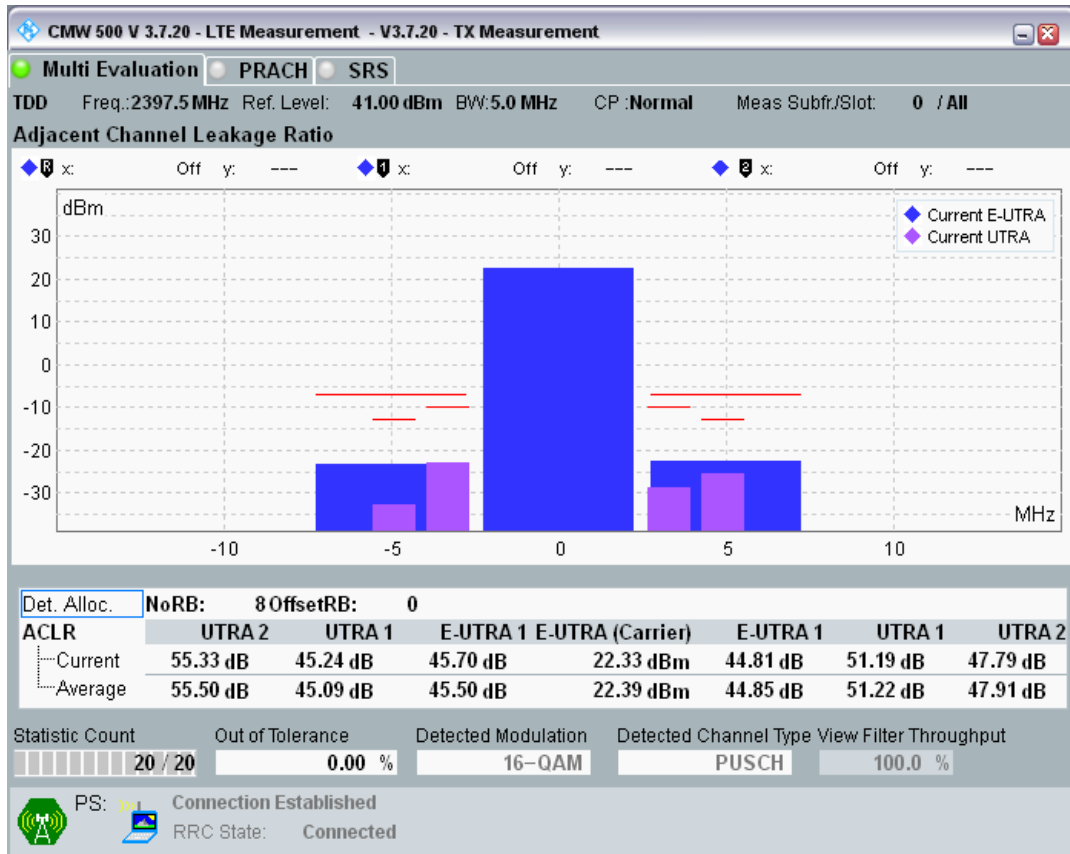 CMW 500 V 3.7.20 - LTE Measurement - V3.7.20 - TX Measurement
Multi Evaluation PRACH SRS
TDD Freq.:2397.5 MHz Ref. Level: 41.00 dBm BW:5.0 MHz CP :Normal Meas Subfr./Slot: 0 / All
Adjacent Channel Leakage Ratio
R x: Off y: --- 1 x: Off y: --- 2 x: Off y: ---
dBm
Current E-UTRA
Current UTRA
30
20
10
0
-10
-20
-30
MHz
-10 -5 0 5 10
Det. Alloc. NoRB: 8 OffsetRB: 0
ACLR UTRA 2 UTRA 1 E-UTRA 1 E-UTRA (Carrier) E-UTRA 1 UTRA 1 UTRA 2
Current 55.33 dB 45.24 dB 45.70 dB 22.33 dBm 44.81 dB 51.19 dB 47.79 dB
Average 55.50 dB 45.09 dB 45.50 dB 22.39 dBm 44.85 dB 51.22 dB 47.91 dB
Statistic Count Out of Tolerance Detected Modulation Detected Channel Type View Filter Throughput
20 / 20 0.00 % 16-QAM PUSCH 100.0 %
PS: Connection Established
RRC State: Connected